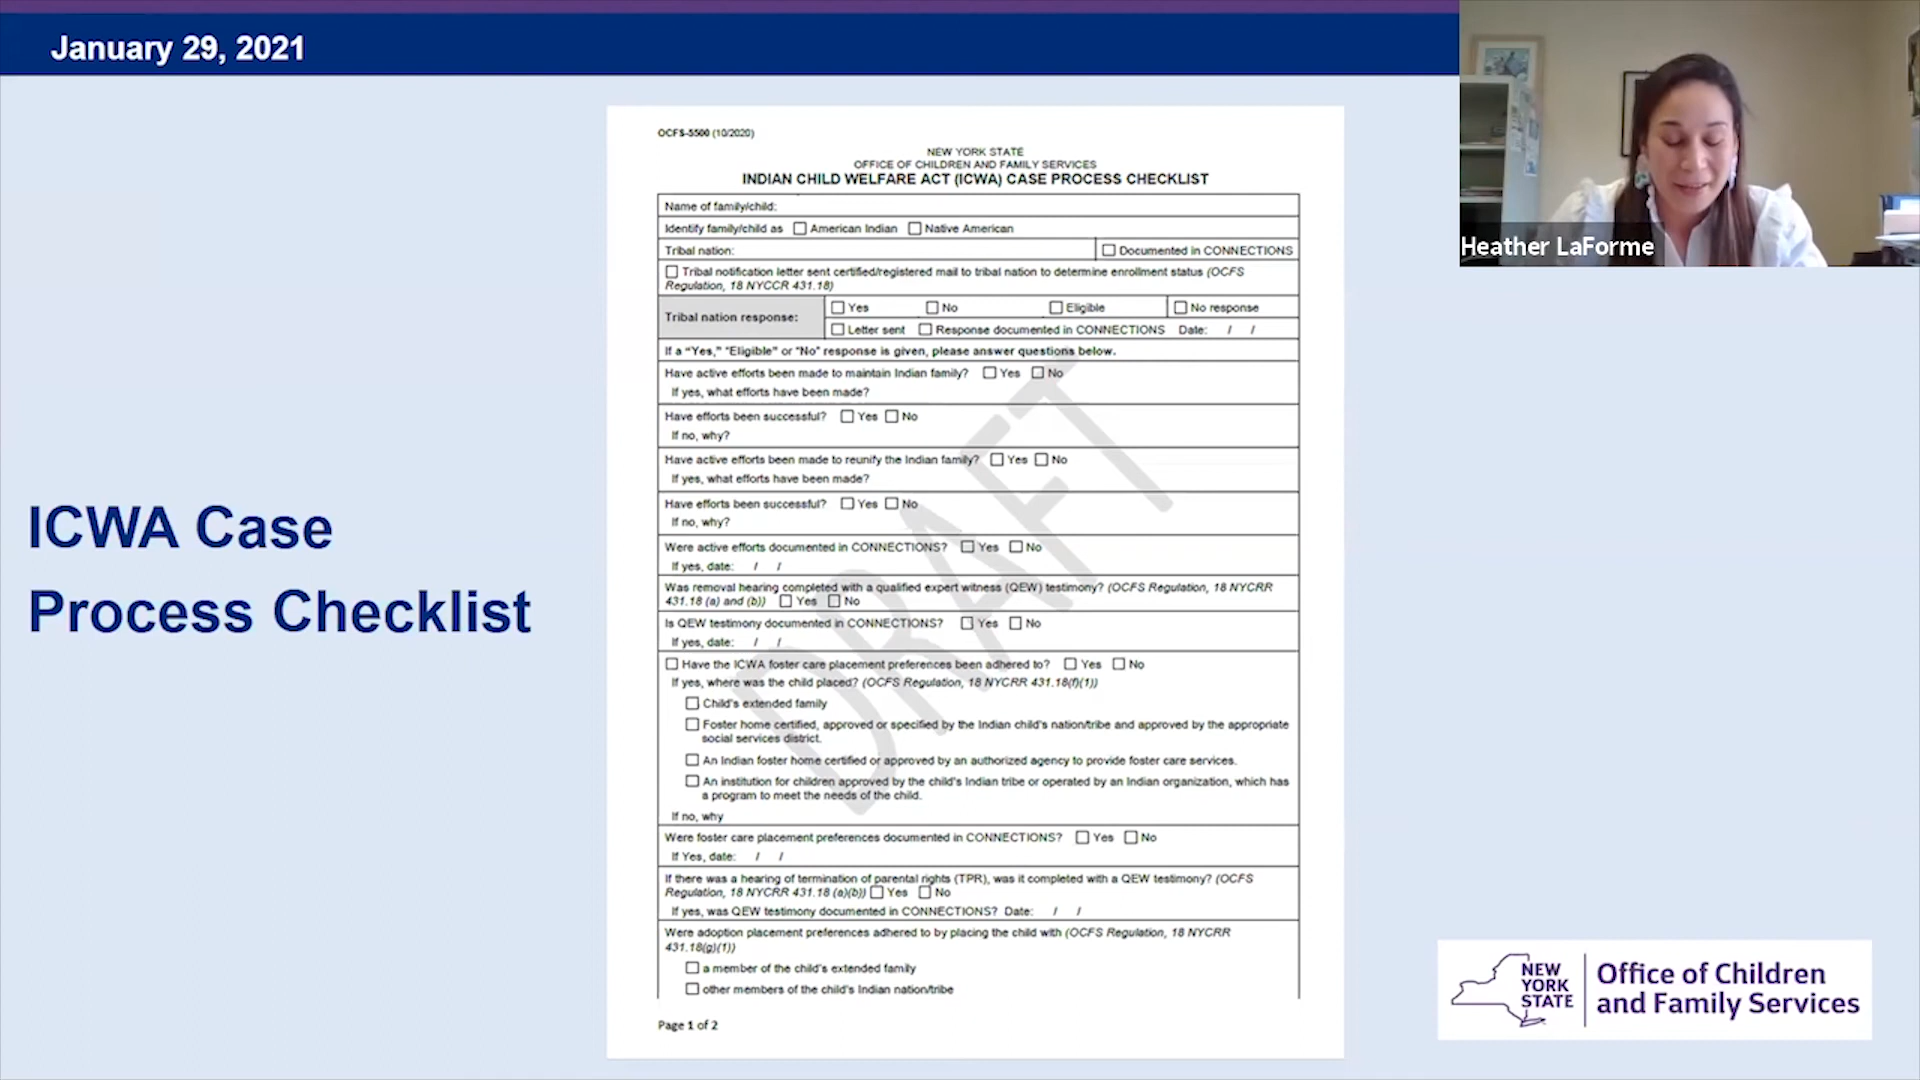 January 29, 2021
Heather LaForme
ICWA Case
Process Checklist
OCFS-5500 (10/2020)
NEW YORK STATE
OFFICE OF CHILDREN AND FAMILY SERVICES
INDIAN CHILD WELFARE ACT (ICWA) CASE PROCESS CHECKLIST
Name of family/child:
Identify family/child as ☐ American Indian ☐ Native American
Tribal nation: ☐ Documented in CONNECTIONS
☐ Tribal notification letter sent certified/registered mail to tribal nation to determine enrollment status (OCFS
Regulation, 18 NYCCR 431.18)
Tribal nation response:
☐ Yes ☐ No ☐ Eligible ☐ No response
☐ Letter sent ☐ Response documented in CONNECTIONS Date: / /
If a "Yes," "Eligible" or "No" response is given, please answer questions below.
Have active efforts been made to maintain Indian family? ☐ Yes ☐ No
If yes, what efforts have been made?
Have efforts been successful? ☐ Yes ☐ No
If no, why?
Have active efforts been made to reunify the Indian family? ☐ Yes ☐ No
If yes, what efforts have been made?
Have efforts been successful? ☐ Yes ☐ No
If no, why?
Were active efforts documented in CONNECTIONS? ☐ Yes ☐ No
If yes, date: / /
Was removal hearing completed with a qualified expert witness (QEW) testimony? (OCFS Regulation, 18 NYCRR
431.18 (a) and (b)) ☐ Yes ☐ No
Is QEW testimony documented in CONNECTIONS? ☐ Yes ☐ No
If yes, date: / /
☐ Have the ICWA foster care placement preferences been adhered to? ☐ Yes ☐ No
If yes, where was the child placed? (OCFS Regulation, 18 NYCRR 431.18(f)(1))
☐ Child's extended family
☐ Foster home certified, approved or specified by the Indian child's nation/tribe and approved by the appropriate
social services district.
☐ An Indian foster home certified or approved by an authorized agency to provide foster care services.
☐ An institution for children approved by the child's Indian tribe or operated by an Indian organization, which has
a program to meet the needs of the child.
If no, why
Were foster care placement preferences documented in CONNECTIONS? ☐ Yes ☐ No
If Yes, date: / /
If there was a hearing of termination of parental rights (TPR), was it completed with a QEW testimony? (OCFS
Regulation, 18 NYCRR 431.18 (a)(b)) ☐ Yes ☐ No
If yes, was QEW testimony documented in CONNECTIONS? Date: / /
Were adoption placement preferences adhered to by placing the child with (OCFS Regulation, 18 NYCRR
431.18(g)(1))
☐ a member of the child's extended family
☐ other members of the child's Indian nation/tribe
Page 1 of 2
DRAFT
NEW
YORK
STATE
Office of Children
and Family Services